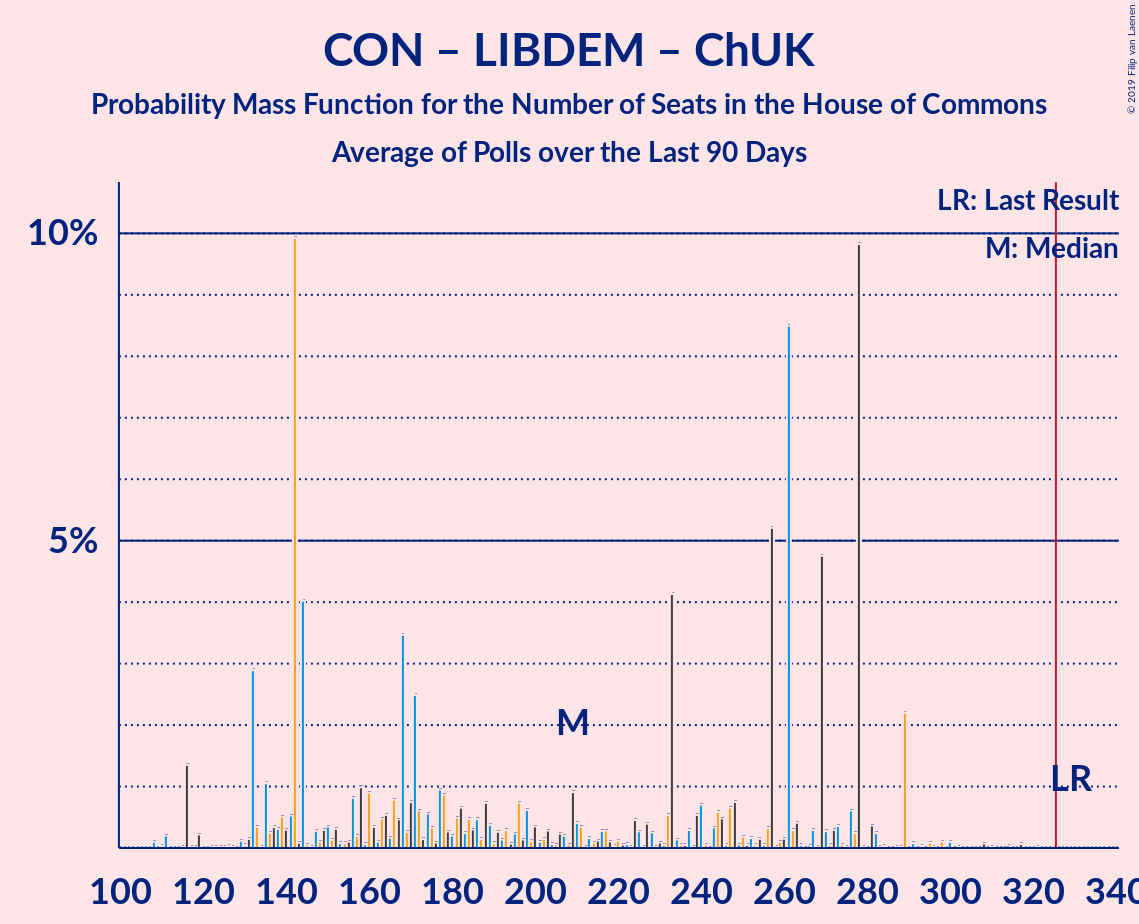 CON – LIBDEM – ChUK
Probability Mass Function for the Number of Seats in the House of Commons
Average of Polls over the Last 90 Days
© 2019 Filip van Laenen
LR: Last Result
M: Median
10%
5%
M
LR
100 120 140 160 180 200 220 240 260 280 300 320 340